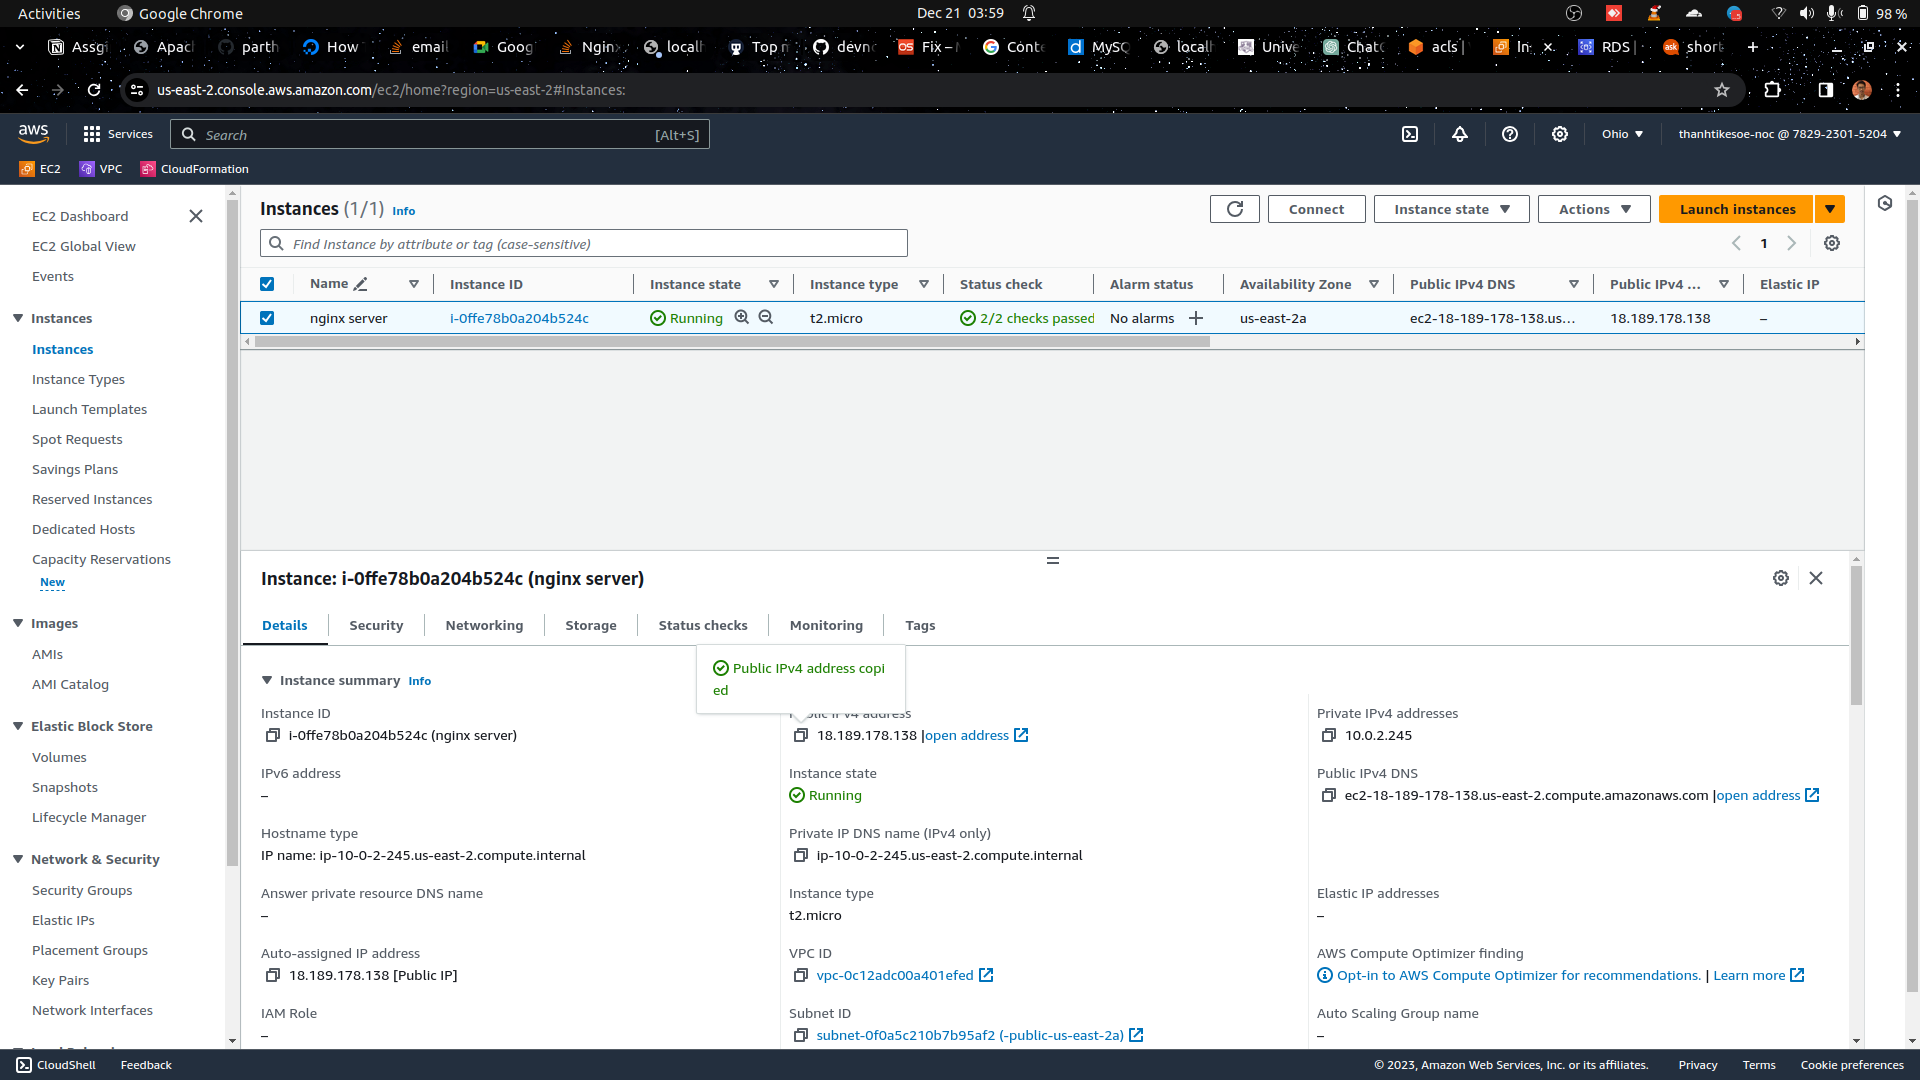 Activities
Google Chrome
Dec 21 03:59
98 %
Assi
Apac
parth
How
email
Goog
Nginx
local
Top n
devno
Fix –
Conte
MySQ
local
Unive
Chat
acls |
In
RDS |
short
us-east-2.console.aws.amazon.com/ec2/home?region=us-east-2#Instances:
aws
Services
Search
[Alt+S]
Ohio
thanhtikesoe-noc @ 7829-2301-5204
EC2
VPC
CloudFormation
EC2 Dashboard
EC2 Global View
Events
Instances
Instances
Instance Types
Launch Templates
Spot Requests
Savings Plans
Reserved Instances
Dedicated Hosts
Capacity Reservations
New
Images
AMIs
AMI Catalog
Elastic Block Store
Volumes
Snapshots
Lifecycle Manager
Network & Security
Security Groups
Elastic IPs
Placement Groups
Key Pairs
Network Interfaces
Instances (1/1) Info
Connect
Instance state
Actions
Launch instances
Find Instance by attribute or tag (case-sensitive)
1
Name
Instance ID
Instance state
Instance type
Status check
Alarm status
Availability Zone
Public IPv4 DNS
Public IPv4 ...
Elastic IP
nginx server
i-0ffe78b0a204b524c
Running
t2.micro
2/2 checks passed
No alarms
us-east-2a
ec2-18-189-178-138.us...
18.189.178.138
–
Instance: i-0ffe78b0a204b524c (nginx server)
Details
Security
Networking
Storage
Status checks
Monitoring
Tags
Public IPv4 address copi
ed
Instance summary Info
Instance ID
i-0ffe78b0a204b524c (nginx server)
Public IPv4 address
18.189.178.138 |open address
Private IPv4 addresses
10.0.2.245
IPv6 address
–
Instance state
Running
Public IPv4 DNS
ec2-18-189-178-138.us-east-2.compute.amazonaws.com |open address
Hostname type
IP name: ip-10-0-2-245.us-east-2.compute.internal
Private IP DNS name (IPv4 only)
ip-10-0-2-245.us-east-2.compute.internal
Answer private resource DNS name
–
Instance type
t2.micro
Elastic IP addresses
–
Auto-assigned IP address
18.189.178.138 [Public IP]
VPC ID
vpc-0c12adc00a401efed
AWS Compute Optimizer finding
Opt-in to AWS Compute Optimizer for recommendations. | Learn more
IAM Role
–
Subnet ID
subnet-0f0a5c210b7b95af2 (-public-us-east-2a)
Auto Scaling Group name
–
CloudShell
Feedback
© 2023, Amazon Web Services, Inc. or its affiliates.
Privacy
Terms
Cookie preferences